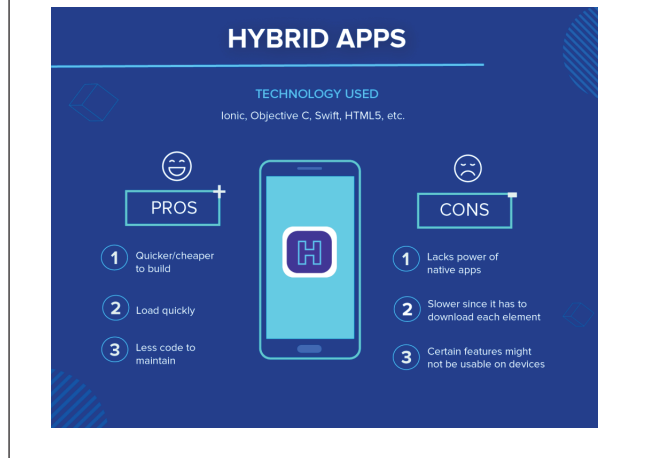 HYBRID APPS
TECHNOLOGY USED
Ionic, Objective C, Swift, HTML5, etc.
PROS
1 Quicker/cheaper
to build
2 Load quickly
3 Less code to
maintain
H
CONS
1 Lacks power of
native apps
2 Slower since it has to
download each element
3 Certain features might
not be usable on devices